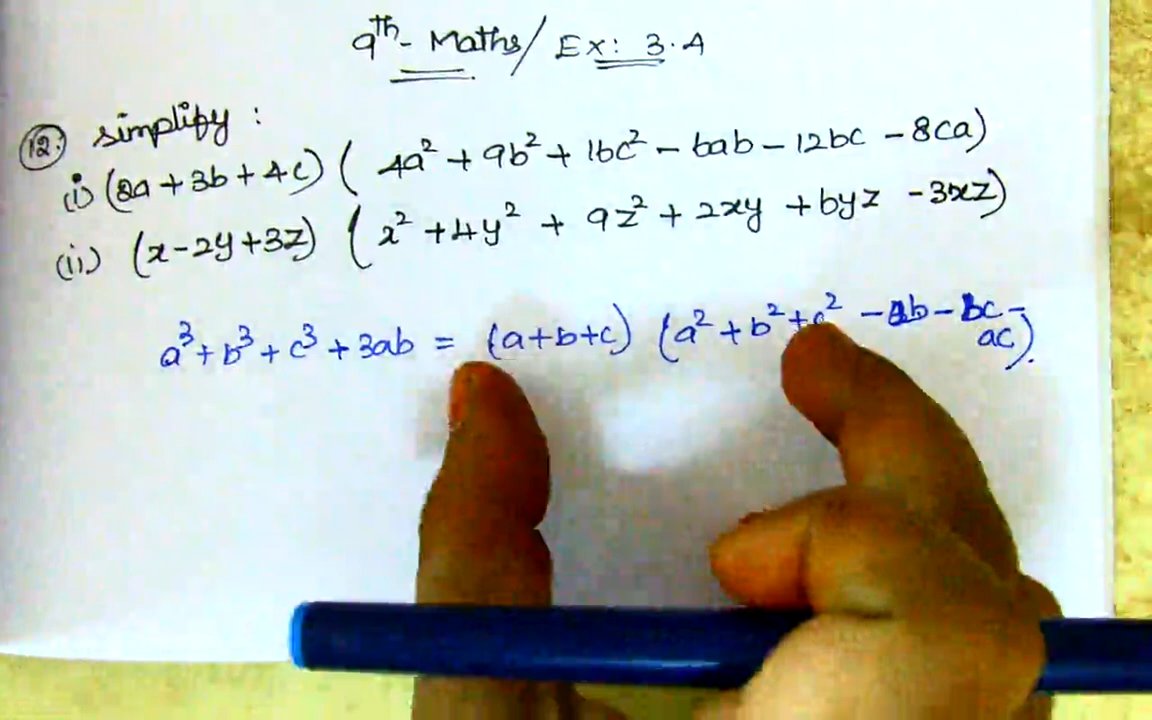 9th- Maths/ Ex: 3.4
12. simplify :
(i) (2a + 3b + 4c) ( 4a² + 9b² + 16c² - 6ab - 12bc - 8ca)
(ii) (x - 2y + 3z) ( x² + 4y² + 9z² + 2xy + 6yz - 3xz)
a³ + b³ + c³ + 3ab = (a+b+c) (a² + b² + c² - ab - bc -
ac).